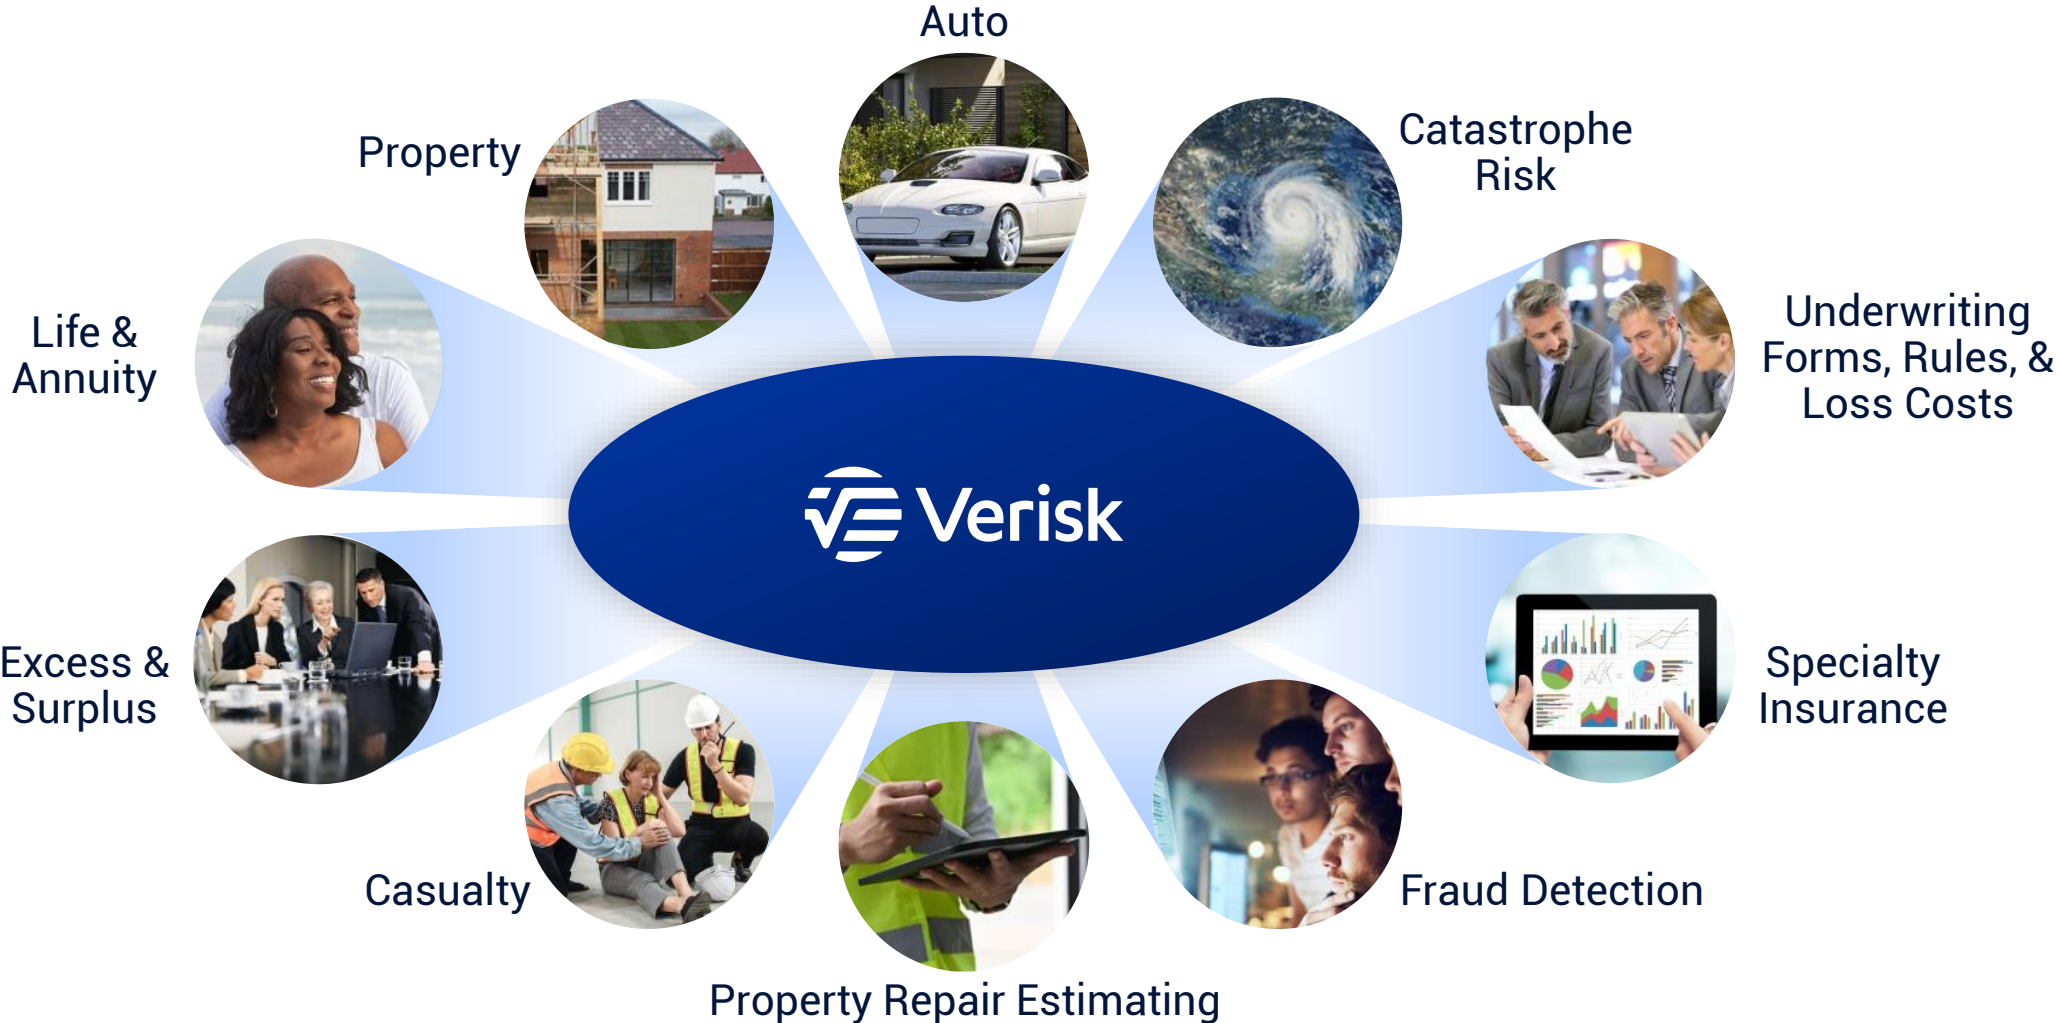 Auto
Property
Catastrophe
Risk
Life &
Annuity
Underwriting
Forms, Rules, &
Loss Costs
Verisk
Excess &
Surplus
Specialty
Insurance
Casualty
Fraud Detection
Property Repair Estimating